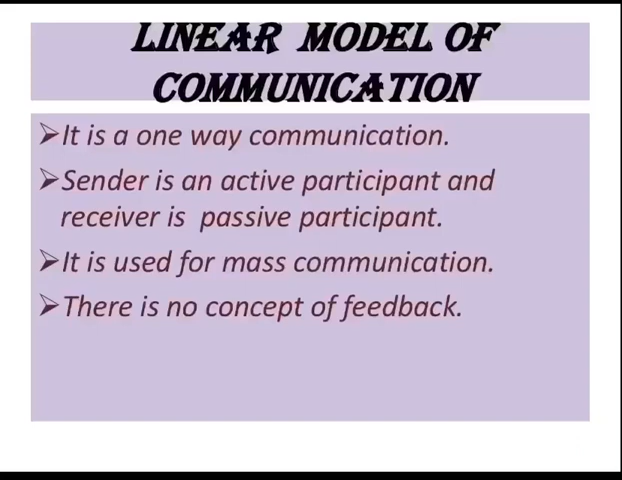 LINEAR MODEL OF
COMMUNICATION
➢It is a one way communication.
➢Sender is an active participant and
receiver is passive participant.
➢It is used for mass communication.
➢There is no concept of feedback.